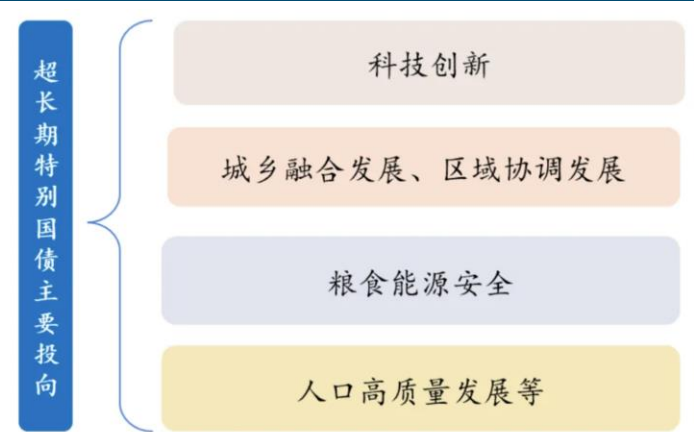 超长期特别国债主要投向
科技创新
城乡融合发展、区域协调发展
粮食能源安全
人口高质量发展等